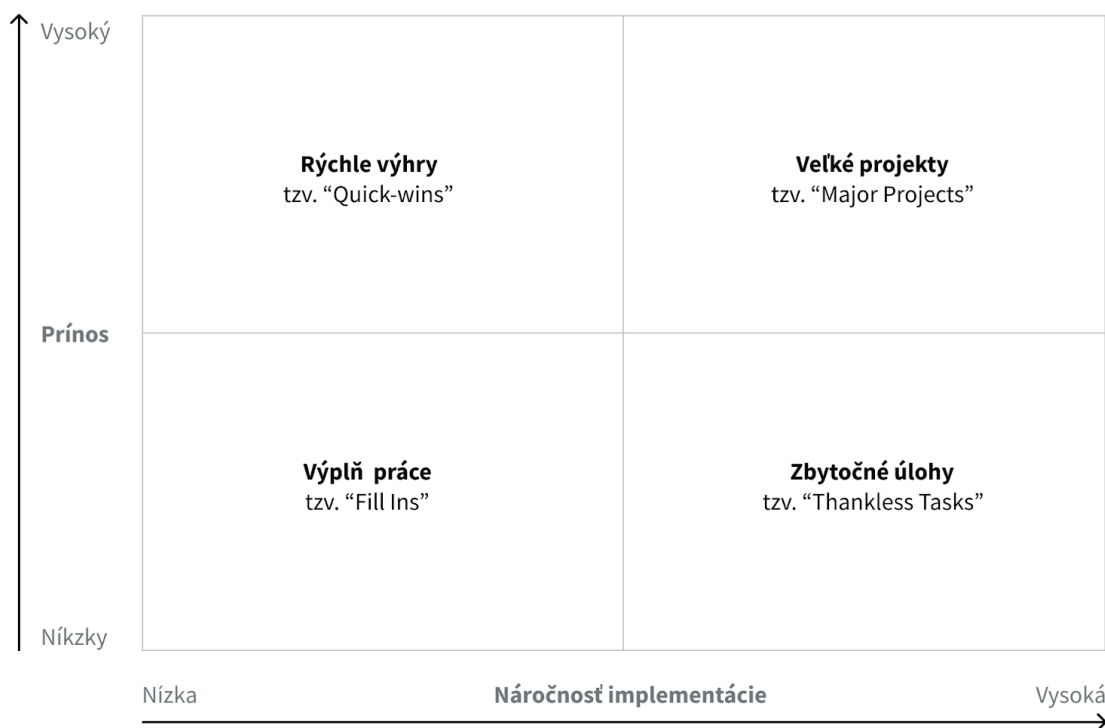 Vysoký
Rýchle výhry
tzv. “Quick-wins”
Veľké projekty
tzv. “Major Projects”
Prínos
Výplň  práce
tzv. “Fill Ins”
Zbytočné úlohy
tzv. “Thankless Tasks”
Níkzky
Nízka
Náročnosť implementácie
Vysoká